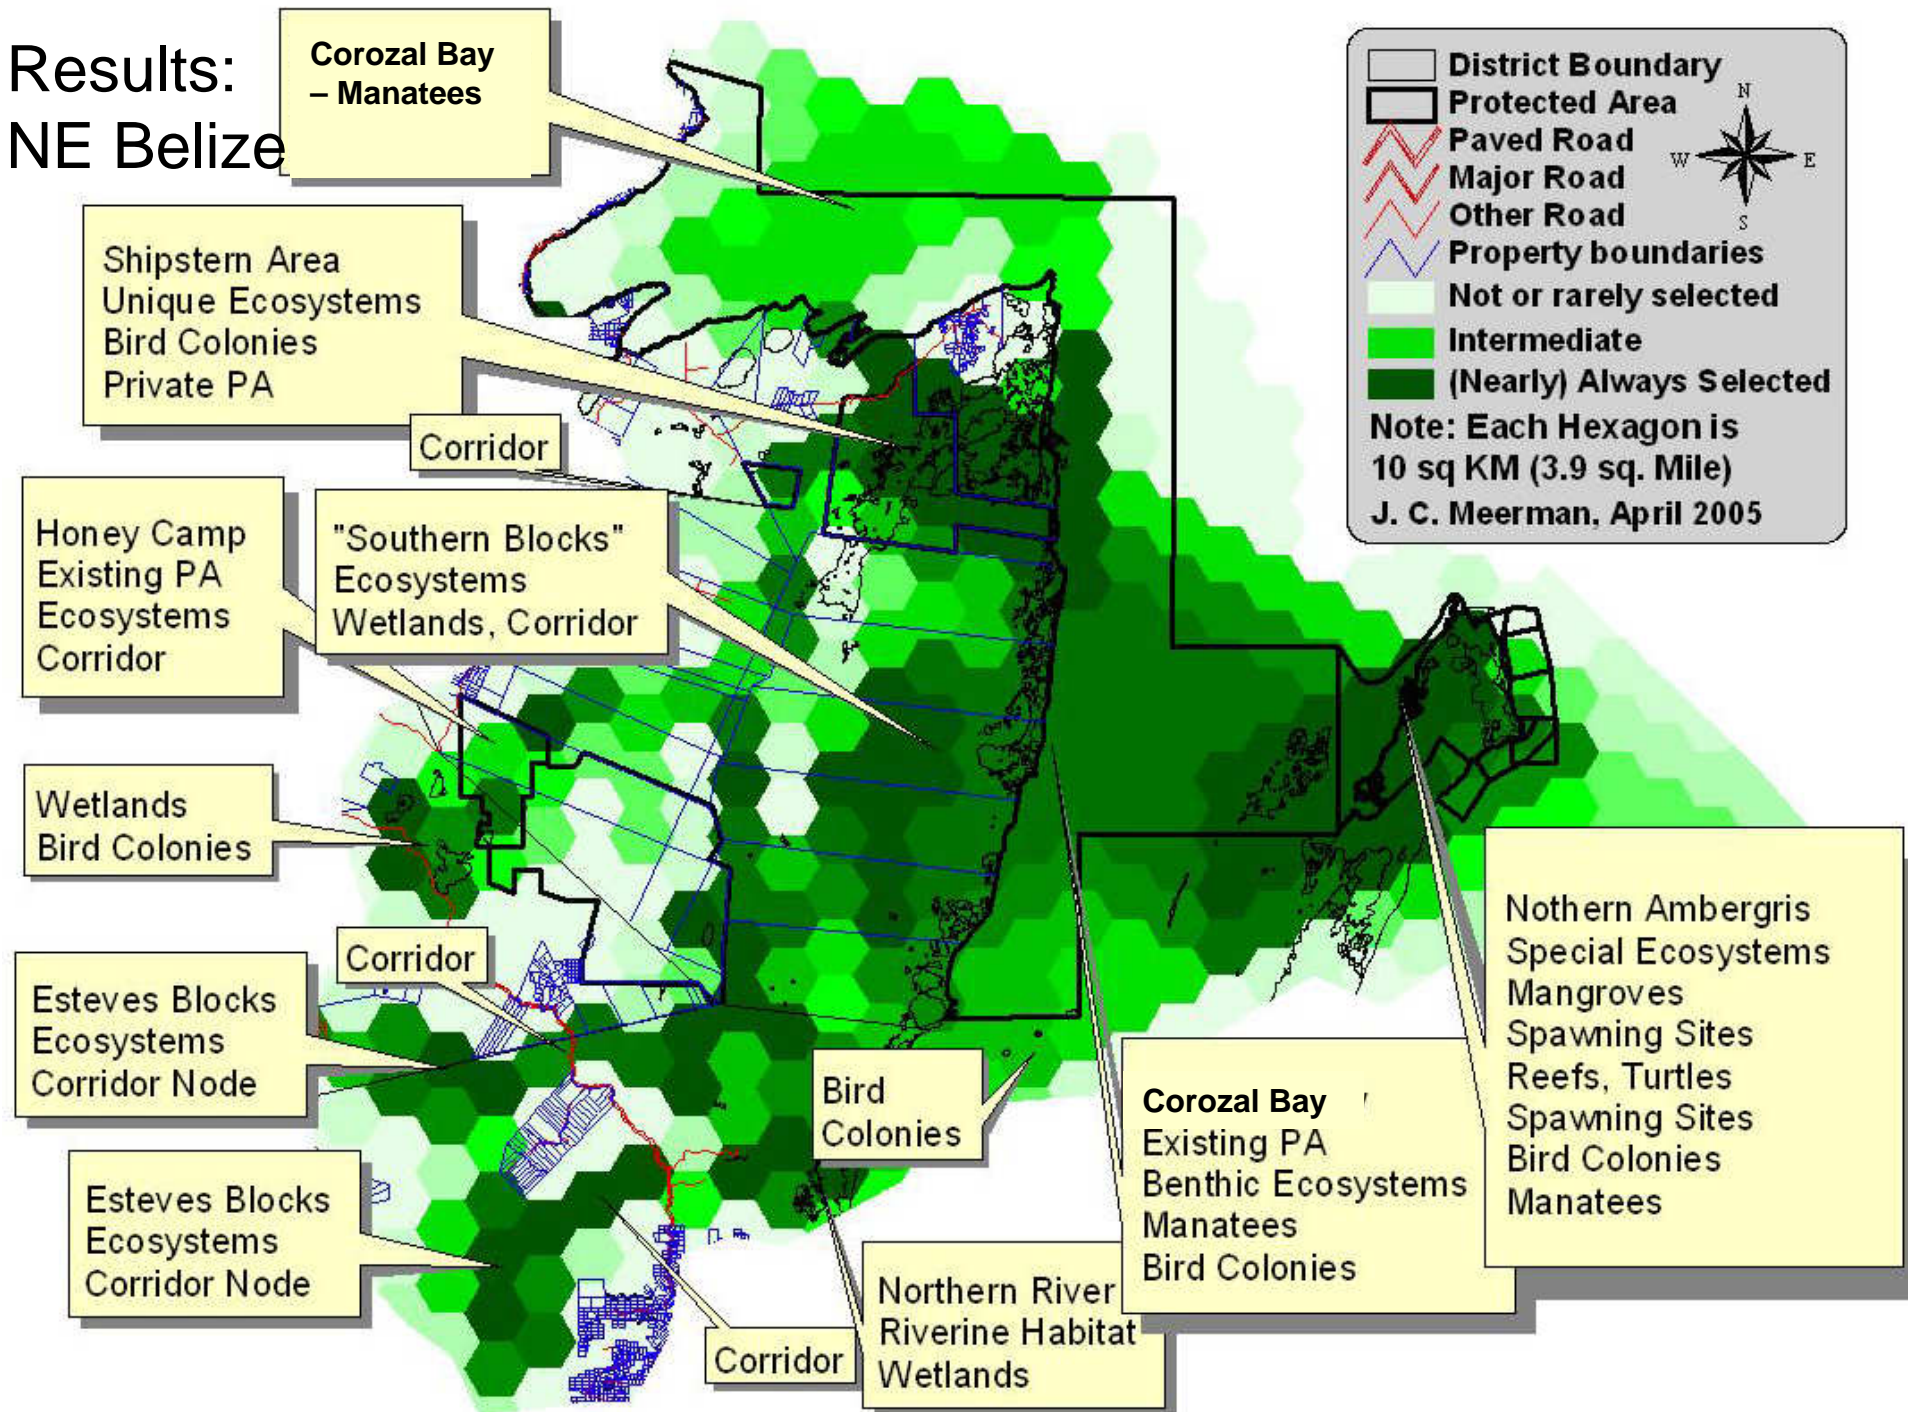 Results:
NE Belize
Corozal Bay
– Manatees
Shipstern Area
Unique Ecosystems
Bird Colonies
Private PA
Corridor
Honey Camp
Existing PA
Ecosystems
Corridor
"Southern Blocks"
Ecosystems
Wetlands, Corridor
Wetlands
Bird Colonies
Corridor
Esteves Blocks
Ecosystems
Corridor Node
Esteves Blocks
Ecosystems
Corridor Node
Corridor
Bird
Colonies
Northern River
Riverine Habitat
Wetlands
Corozal Bay
Existing PA
Benthic Ecosystems
Manatees
Bird Colonies
Nothern Ambergris
Special Ecosystems
Mangroves
Spawning Sites
Reefs, Turtles
Spawning Sites
Bird Colonies
Manatees
District Boundary
Protected Area
Paved Road
Major Road
Other Road
Property boundaries
Not or rarely selected
Intermediate
(Nearly) Always Selected
Note: Each Hexagon is
10 sq KM (3.9 sq. Mile)
J. C. Meerman, April 2005
N
W
E
S